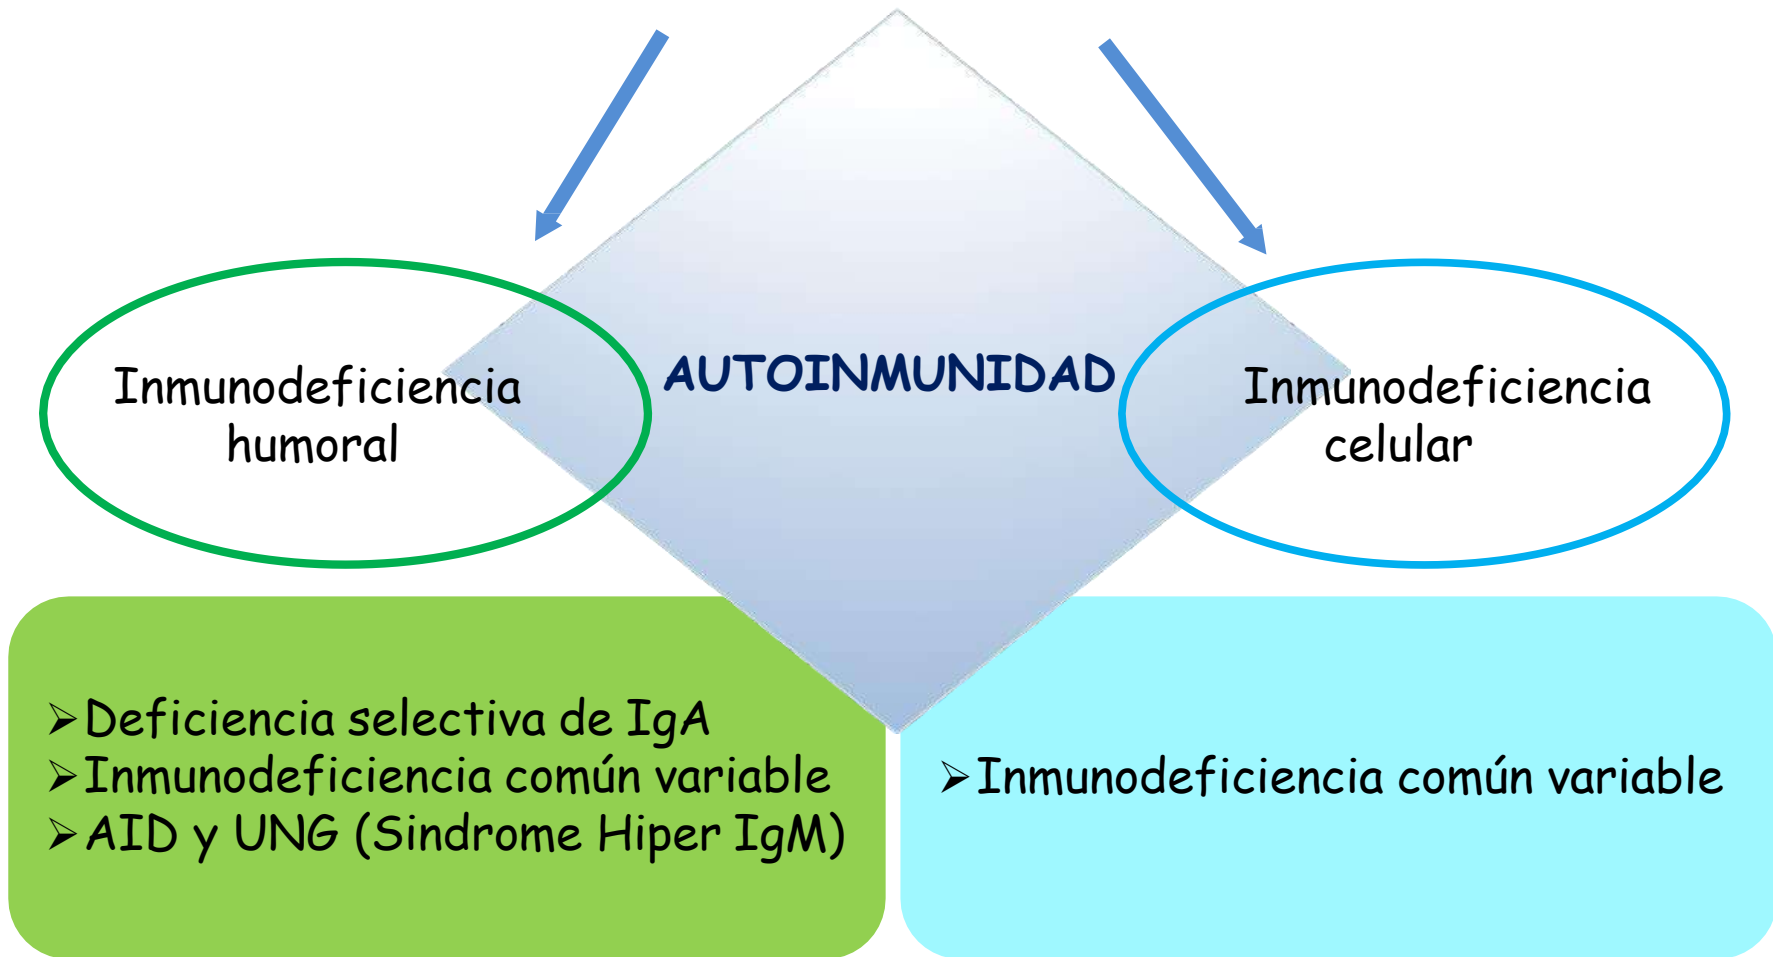 AUTOINMUNIDAD
Inmunodeficiencia
humoral
Inmunodeficiencia
celular
➢Deficiencia selectiva de IgA
➢Inmunodeficiencia común variable
➢AID y UNG (Sindrome Hiper IgM)
➢Inmunodeficiencia común variable